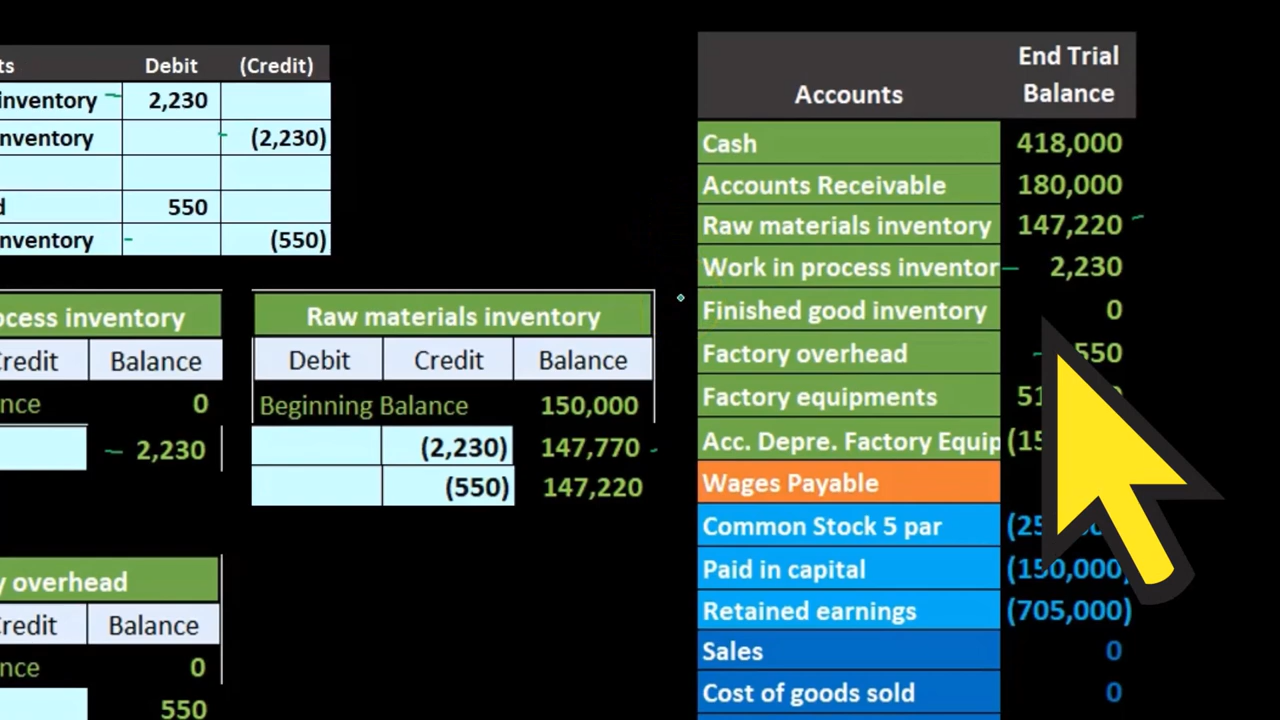 ts Debit (Credit)
inventory 2,230
inventory (2,230)
d 550
inventory (550)
ocess inventory
Credit Balance
nce 0
2,230
Raw materials inventory
Debit Credit Balance
Beginning Balance 150,000
(2,230) 147,770
(550) 147,220
y overhead
Credit Balance
nce 0
550
End Trial
Accounts Balance
Cash 418,000
Accounts Receivable 180,000
Raw materials inventory 147,220
Work in process inventor 2,230
Finished good inventory 0
Factory overhead 550
Factory equipments
Acc. Depre. Factory Equip
Wages Payable
Common Stock 5 par
Paid in capital (150,000)
Retained earnings (705,000)
Sales 0
Cost of goods sold 0